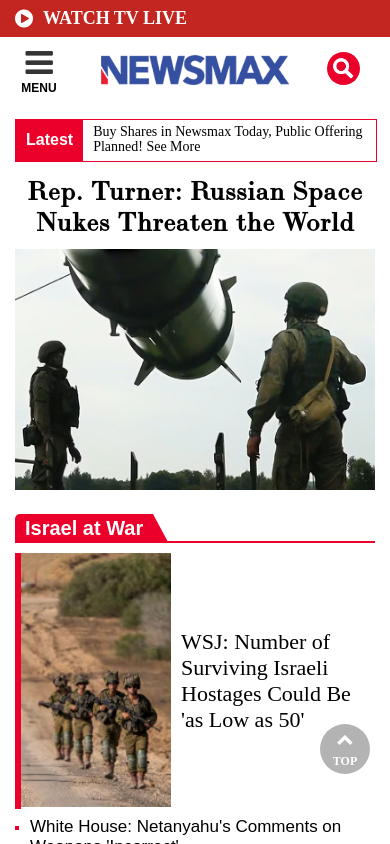 WATCH TV LIVE
MENU
NEWSMAX
Latest
Buy Shares in Newsmax Today, Public Offering
Planned! See More
Rep. Turner: Russian Space
Nukes Threaten the World
Israel at War
WSJ: Number of
Surviving Israeli
Hostages Could Be
'as Low as 50'
TOP
White House: Netanyahu's Comments on
Weapons 'Incorrect'